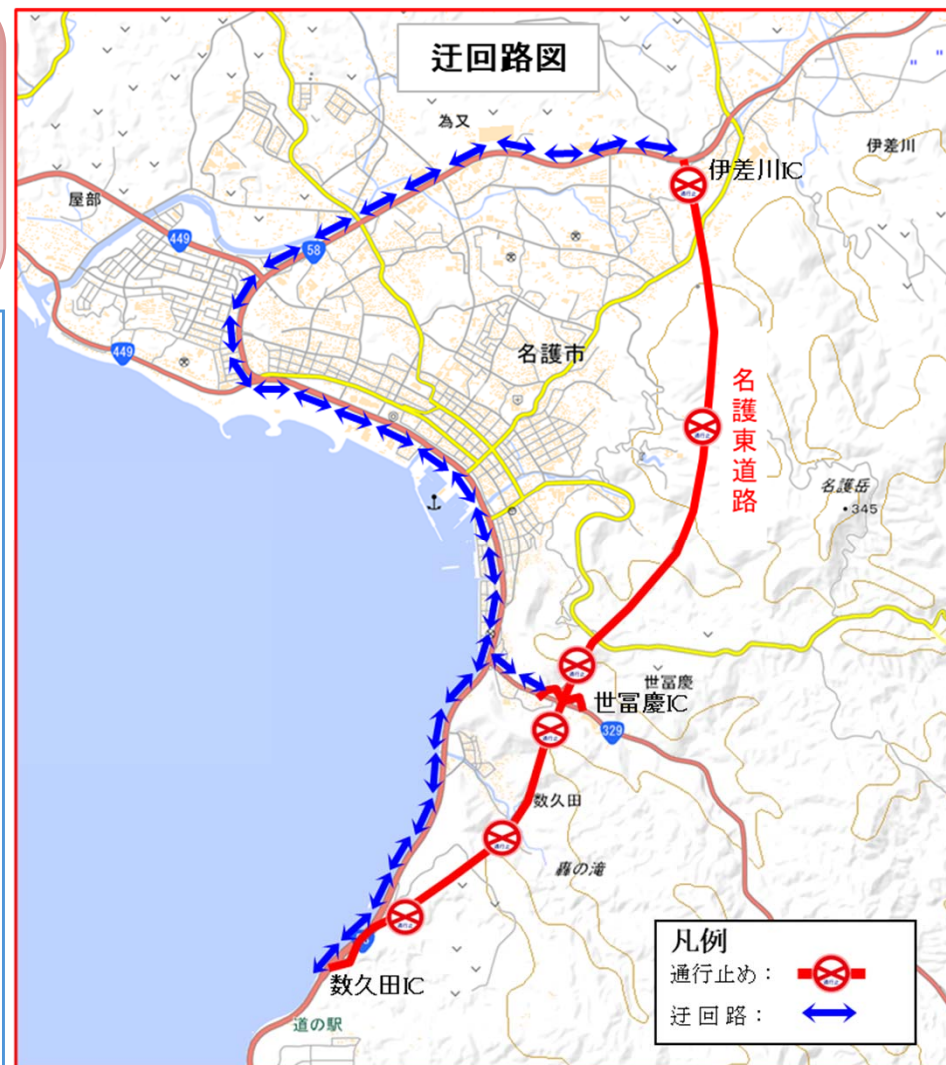 迂回路図
為又
伊差川
伊差川IC
屋部
449
58
449
名護市
名護東道路
名護岳
・345
世冨慶
世冨慶IC
329
数久田
轟の滝
数久田IC
道の駅
凡例
通行止め：
通行止
迂回路：